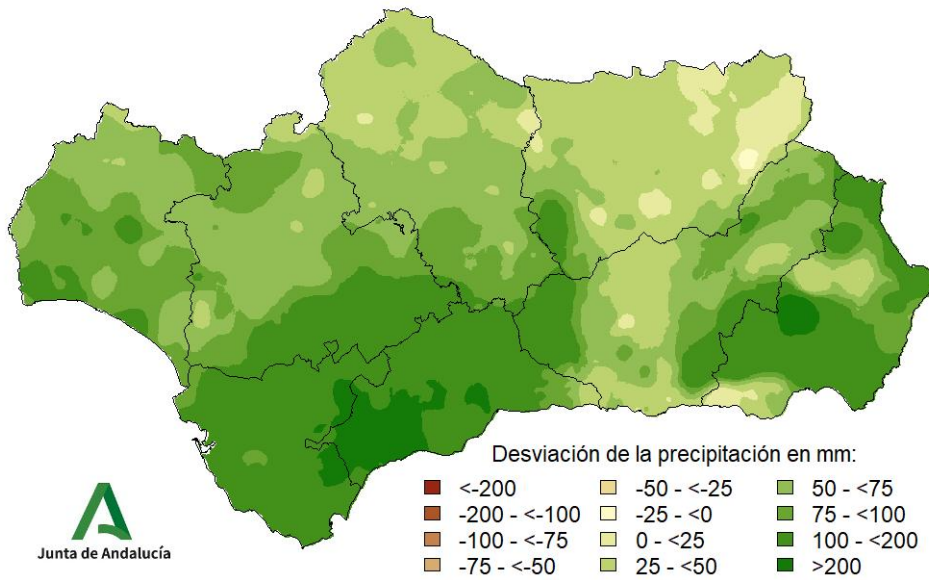 Desviación de la precipitación en mm:
<-200
-200 - <-100
-100 - <-75
-75 - <-50
-50 - <-25
-25 - <0
0 - <25
25 - <50
50 - <75
75 - <100
100 - <200
>200
Junta de Andalucía